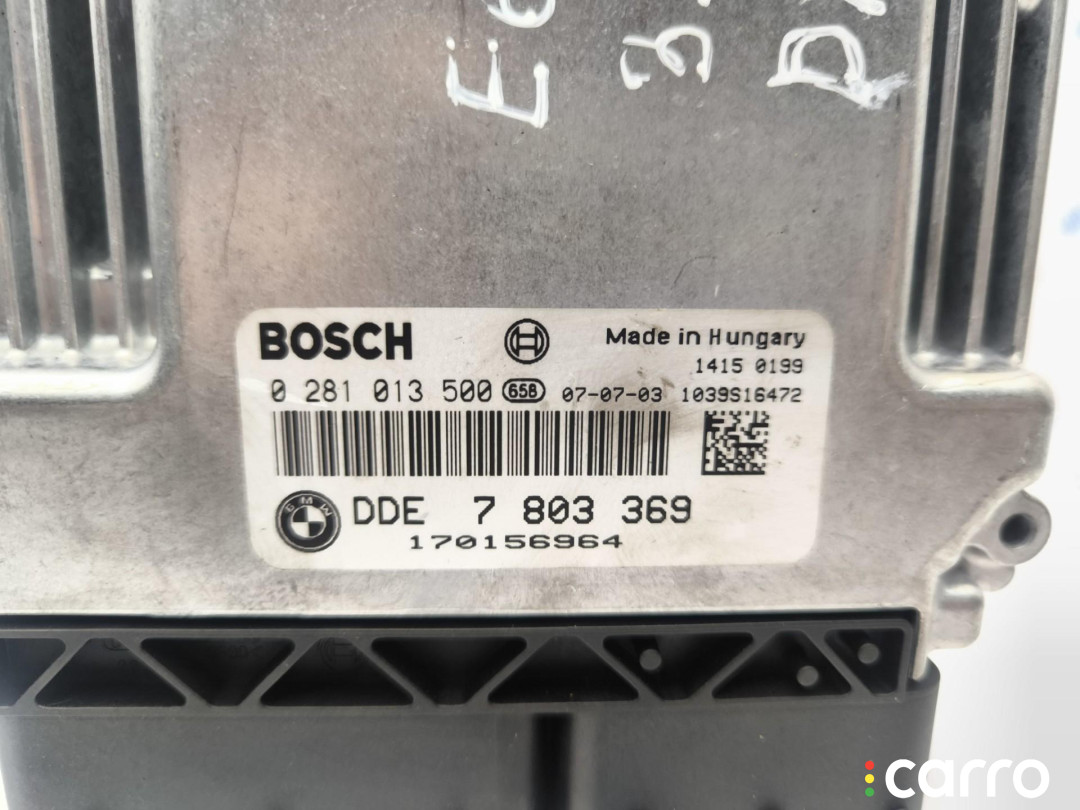 BOSCH
Made in Hungary
1415 0199
0 281 013 500 658 07-07-03 1039S16472
BMW
DDE 7 803 369
170156964
carro